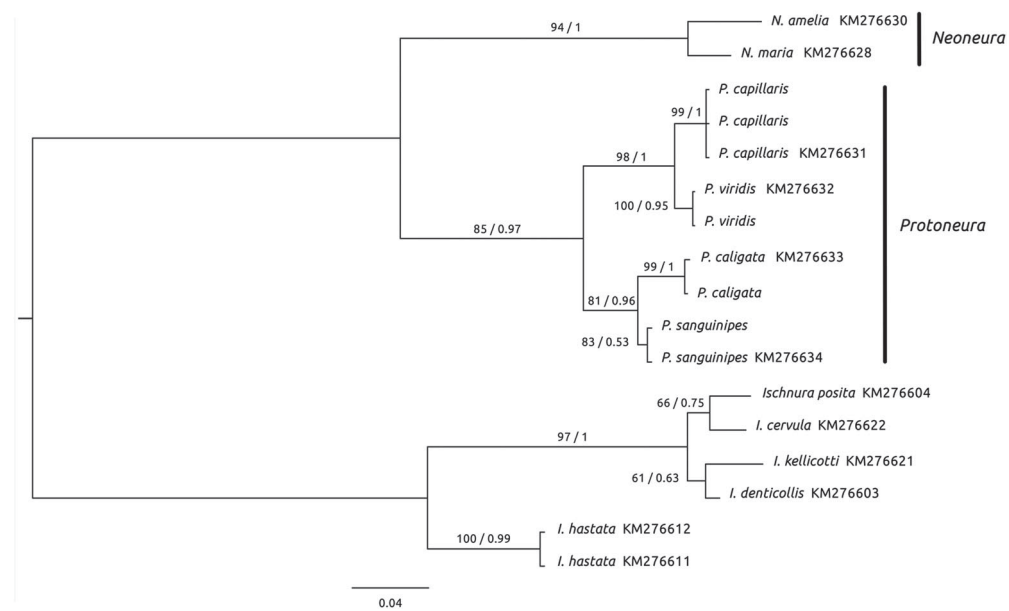 94 / 1
N. amelia KM276630
Neoneura
N. maria KM276628
P. capillaris
99 / 1
P. capillaris
98 / 1
P. capillaris KM276631
P. viridis KM276632
100 / 0.95
P. viridis
Protoneura
85 / 0.97
P. caligata KM276633
99 / 1
P. caligata
81 / 0.96
P. sanguinipes
83 / 0.53
P. sanguinipes KM276634
Ischnura posita KM276604
66 / 0.75
I. cervula KM276622
97 / 1
I. kellicotti KM276621
61 / 0.63
I. denticollis KM276603
I. hastata KM276612
100 / 0.99
I. hastata KM276611
0.04